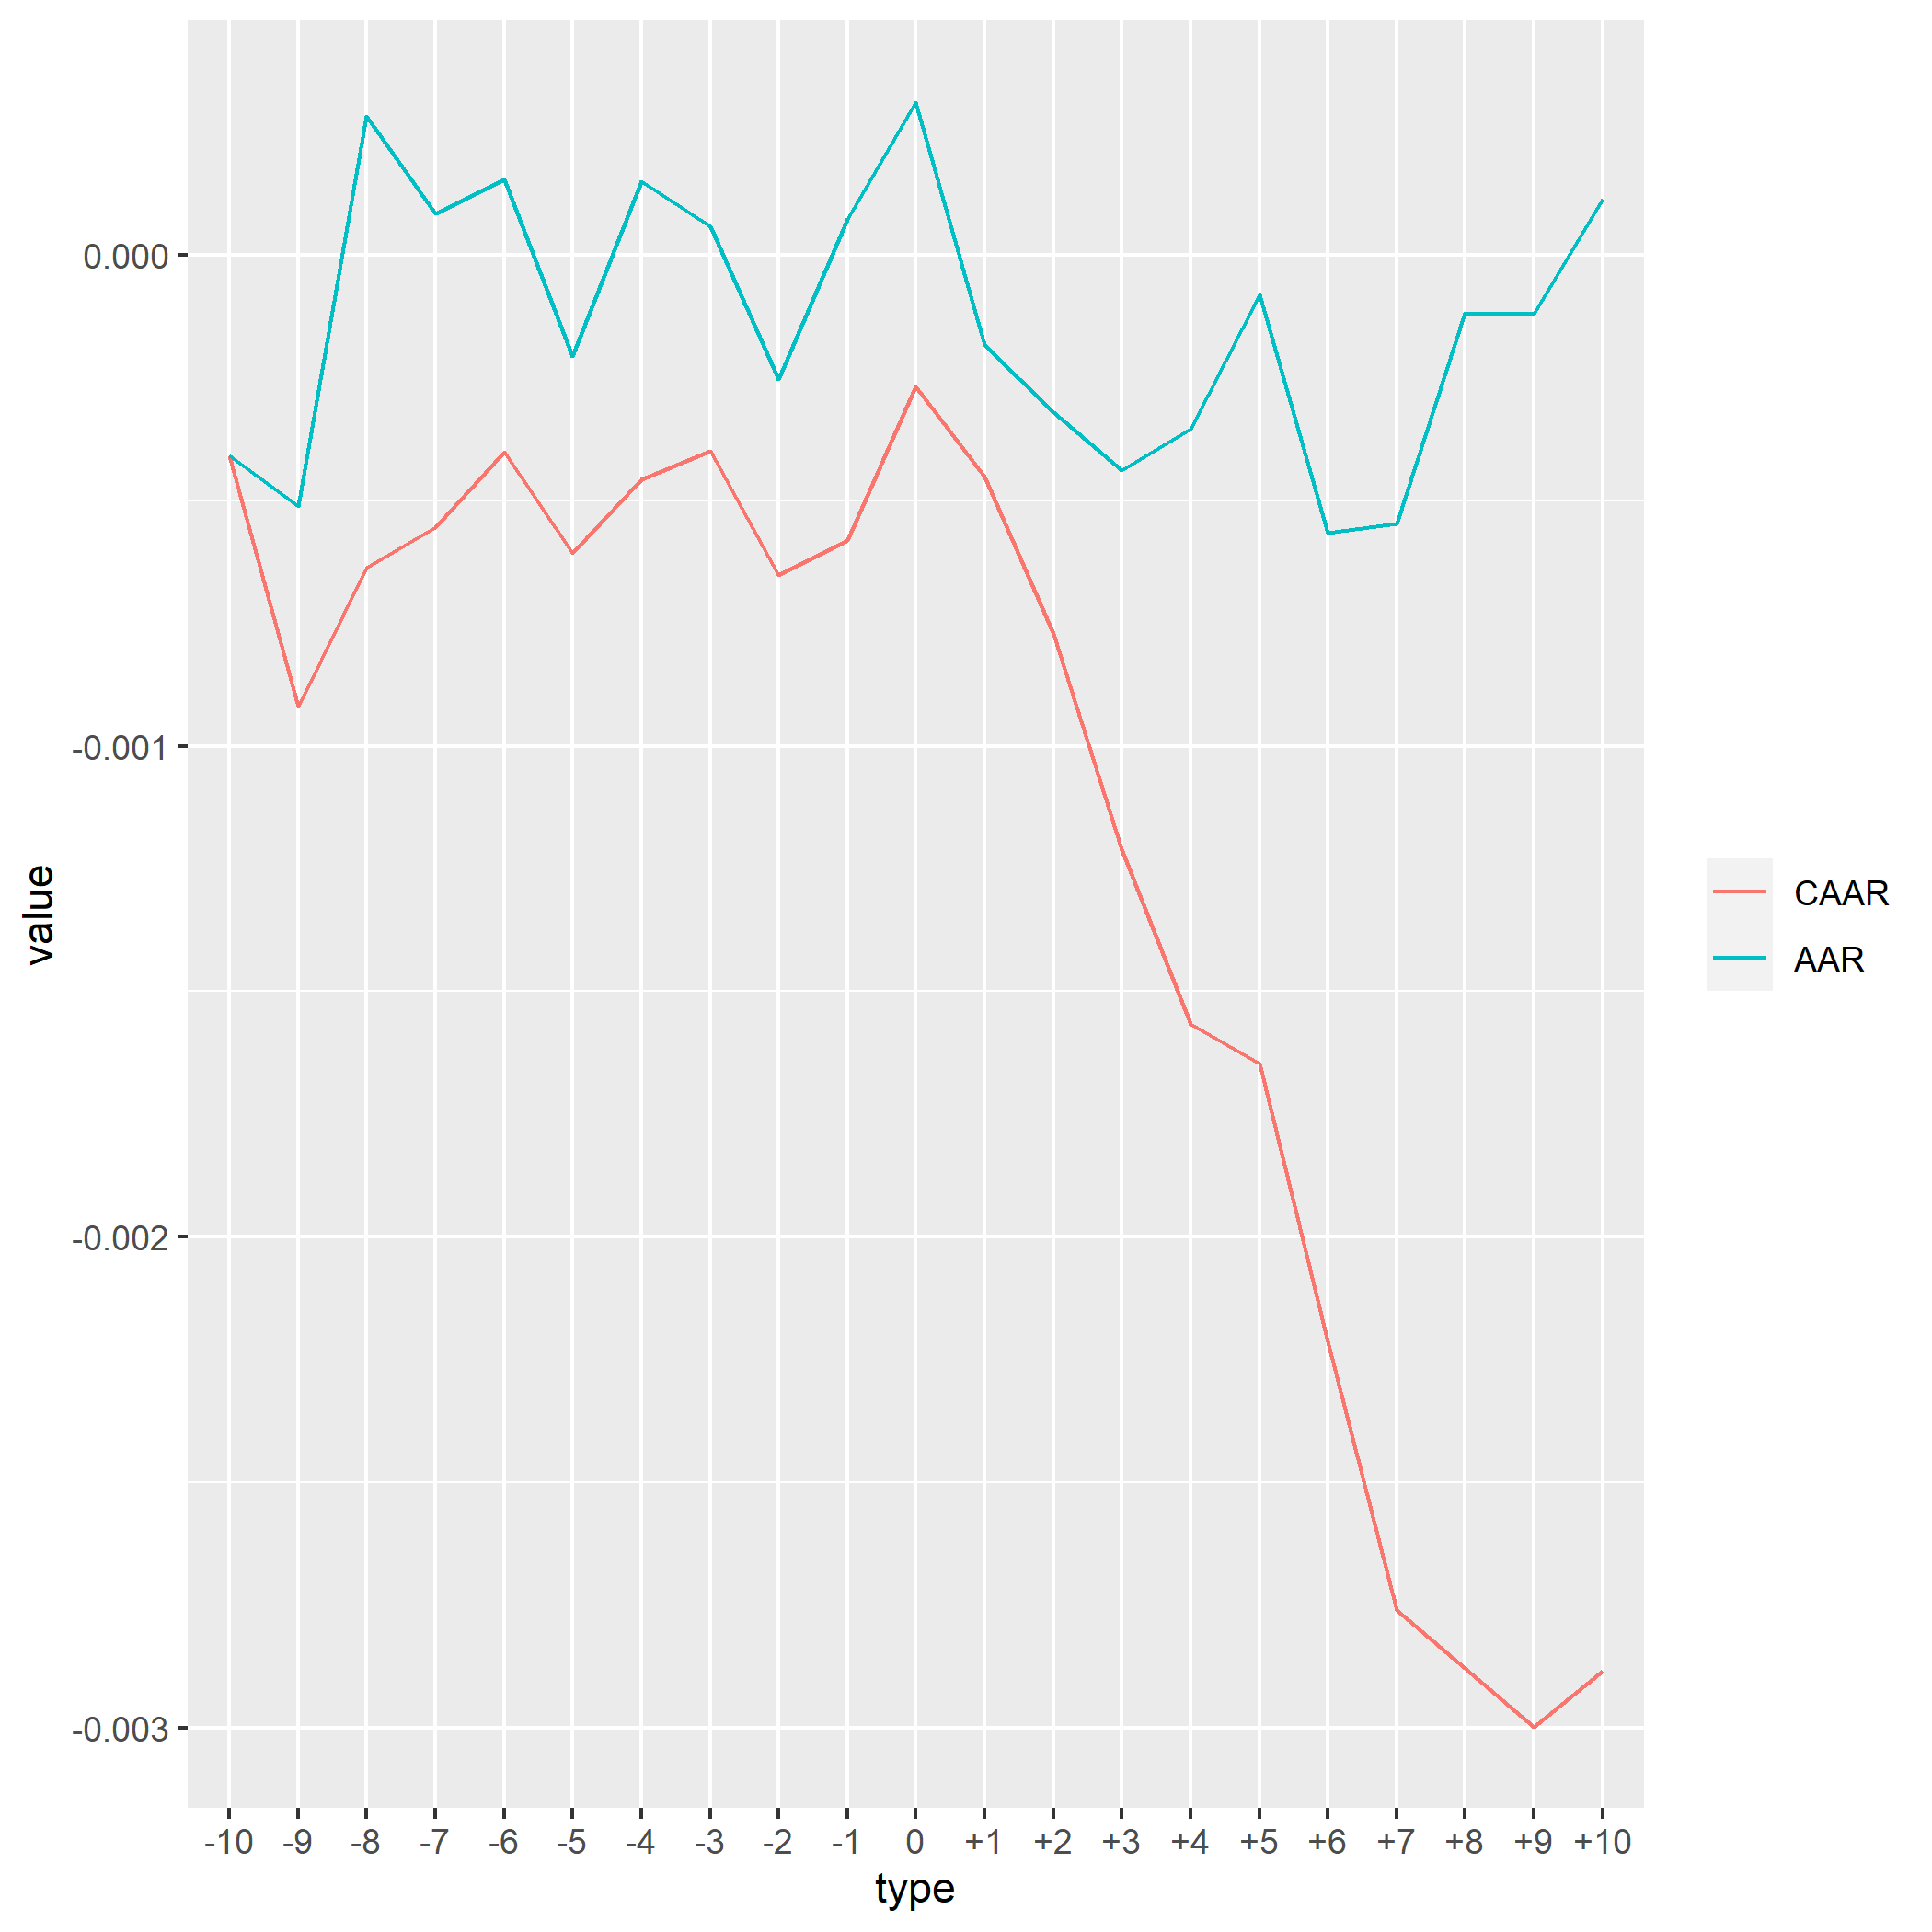 0.000
-0.001
-0.002
-0.003
value
-10 -9 -8 -7 -6 -5 -4 -3 -2 -1 0 +1 +2 +3 +4 +5 +6 +7 +8 +9 +10
type
CAAR
AAR